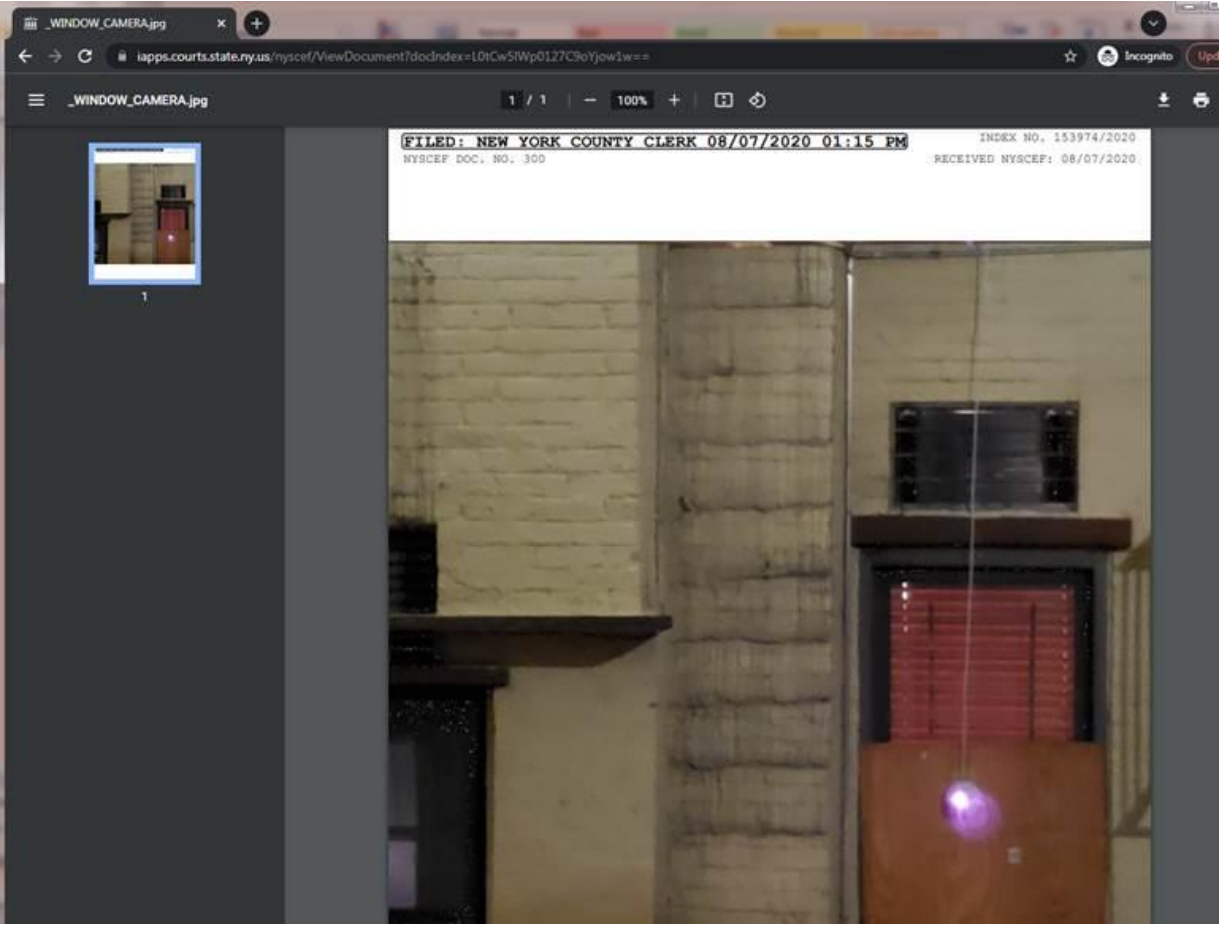 _WINDOW_CAMERA.jpg
iapps.courts.state.ny.us/nyscef/ViewDocument?docIndex=L0tCwSIWp0127C9oYjow1w==
Incognito
_WINDOW_CAMERA.jpg
1 / 1
100%
FILED: NEW YORK COUNTY CLERK 08/07/2020 01:15 PM
INDEX NO. 153974/2020
NYSCEF DOC. NO. 300
RECEIVED NYSCEF: 08/07/2020
1